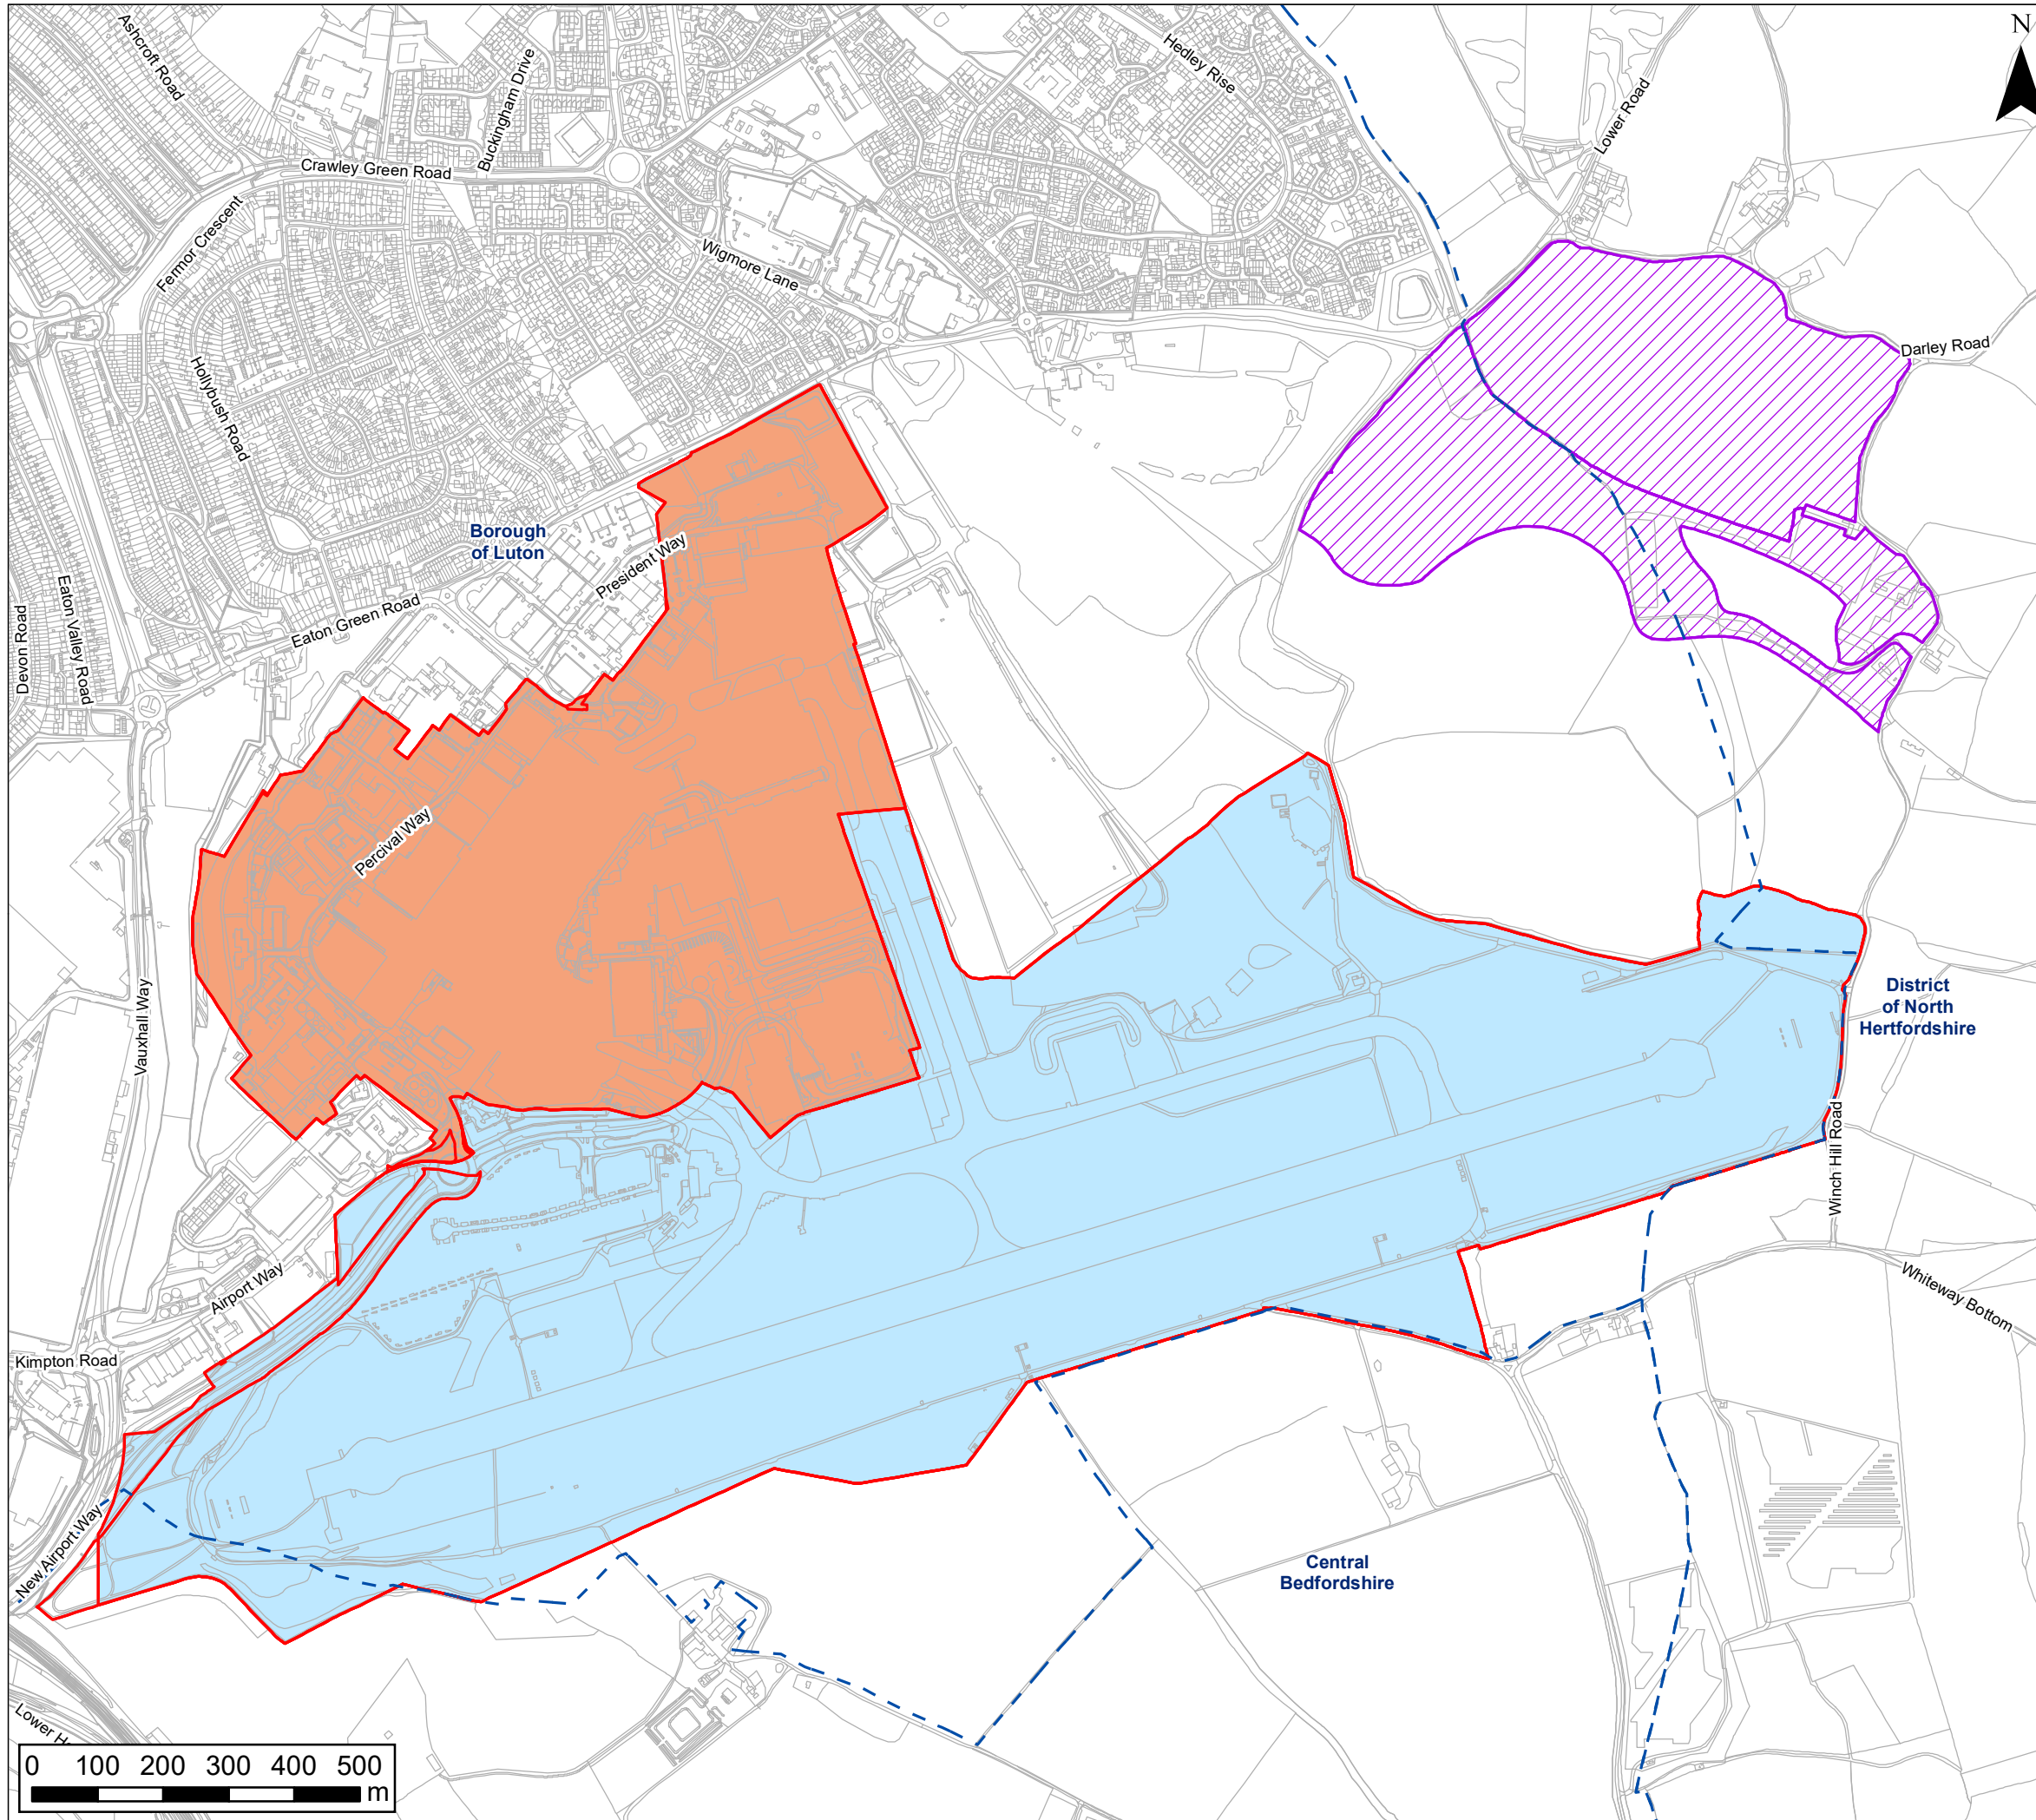 Ashcroft Road
Buckingham Drive
Hedley Rise
Lower Road
N
Crawley Green Road
Fermor Crescent
Wigmore Lane
Darley Road
Hollybush Road
Borough
of Luton
President Way
Eaton Green Road
Devon Road
Eaton Valley Road
Percival Way
Vauxhall Way
District
of North
Hertfordshire
Winch Hill Road
Airport Way
Whiteway Bottom
Kimpton Road
New Airport Way
Central
Bedfordshire
Lower
0 100 200 300 400 500
m